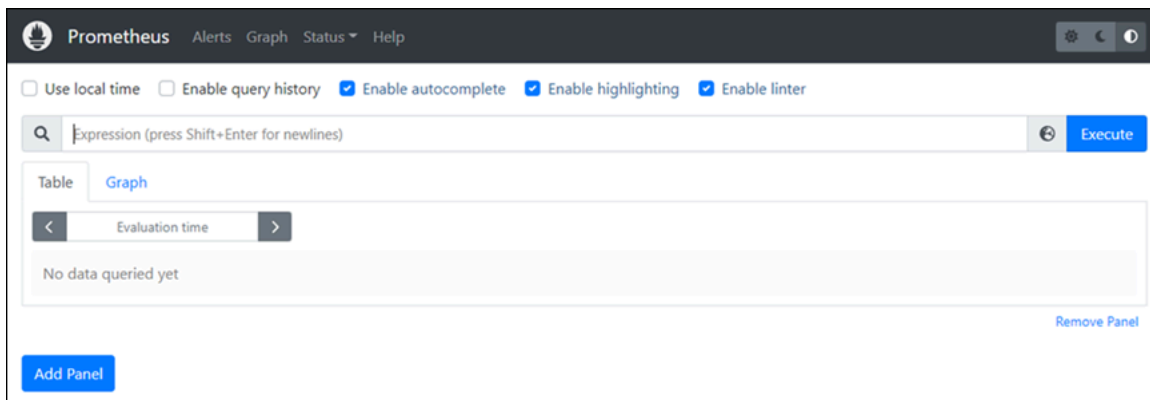 Prometheus Alerts Graph Status Help
Use local time Enable query history Enable autocomplete Enable highlighting Enable linter
Expression (press Shift+Enter for newlines) Execute
Table Graph
Evaluation time
No data queried yet
Remove Panel
Add Panel